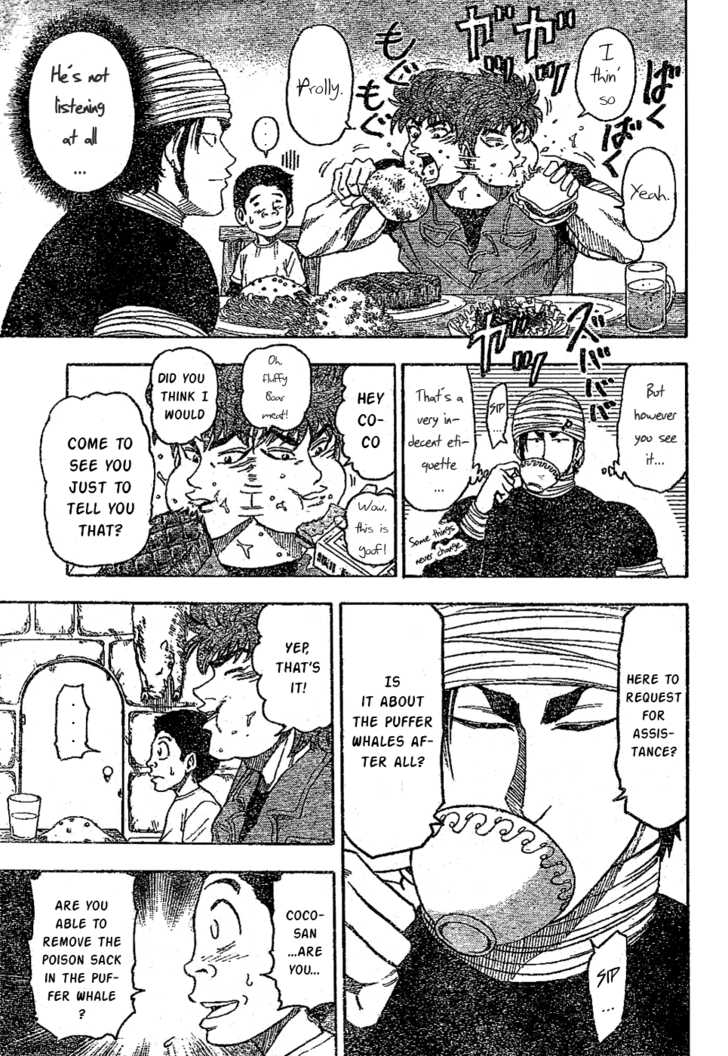 I
thin'
so
Yeah.
ばく
ばく
もぐ
もぐ
Prolly.
...
He's not
listening
at all
...
But
however
you see
it...
SIP
That's a
very in-
decent eti-
quette
...
Some things
never change
HEY
CO-
CO
Oh
fluffy
Boar
meat!
Wow,
this is
goof!
DID YOU
THINK I
WOULD
COME TO
SEE YOU
JUST TO
TELL YOU
THAT?
HERE TO
REQUEST
FOR
ASSIS-
TANCE?
IS
IT ABOUT
THE PUFFER
WHALES AF-
TER ALL?
SIP
...
YEP,
THAT'S
IT!
...
COCO-
SAN
...ARE
YOU...
ARE YOU
ABLE TO
REMOVE THE
POISON SACK
IN THE PUF-
FER WHALE
?